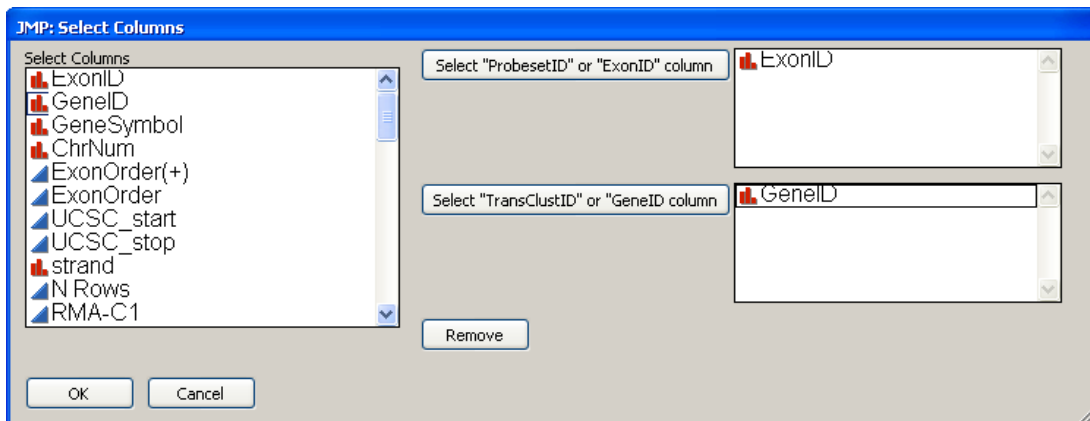 JMP: Select Columns
Select Columns
ExonID
GeneID
GeneSymbol
ChrNum
ExonOrder(+)
ExonOrder
UCSC_start
UCSC_stop
strand
N Rows
RMA-C1
Select "ProbesetID" or "ExonID" column
ExonID
Select "TransClustID" or "GeneID column
GeneID
Remove
OK
Cancel